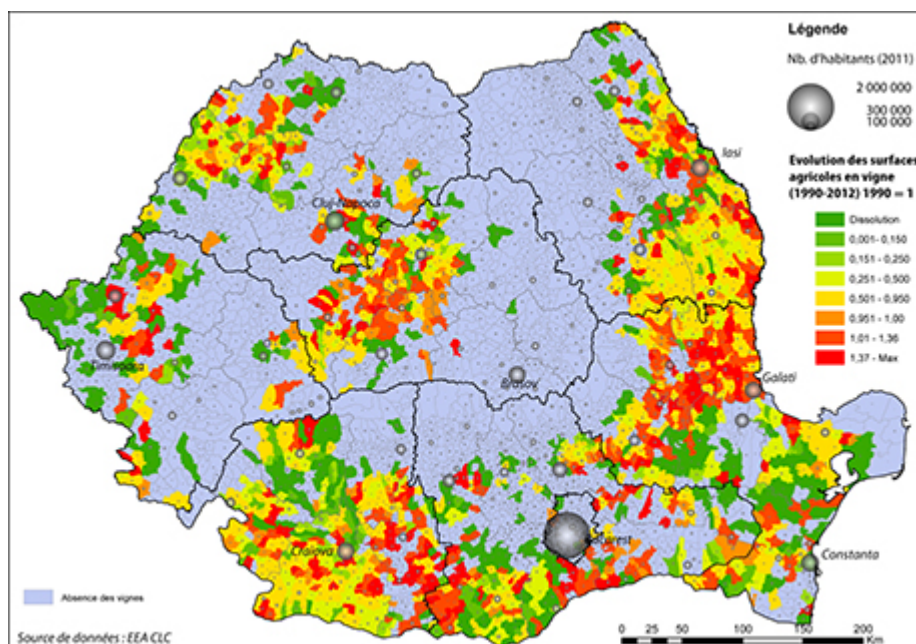 Légende
Nb. d'habitants (2011)
2 000 000
300 000
100 000
Iasi
Evolution des surfaces
agricoles en vigne
(1990-2012) 1990 = 1
Dissolution
0,001 - 0,150
0,151 - 0,250
0,251 - 0,500
0,501 - 0,950
0,951 - 1,00
1,01 - 1,36
1,37 - Max
Cluj-Napoca
Timisoara
Brasov
Galati
Craiova
Constanta
Absence des vignes
Source de données : EEA CLC
0 25 50 100 150 200
Km